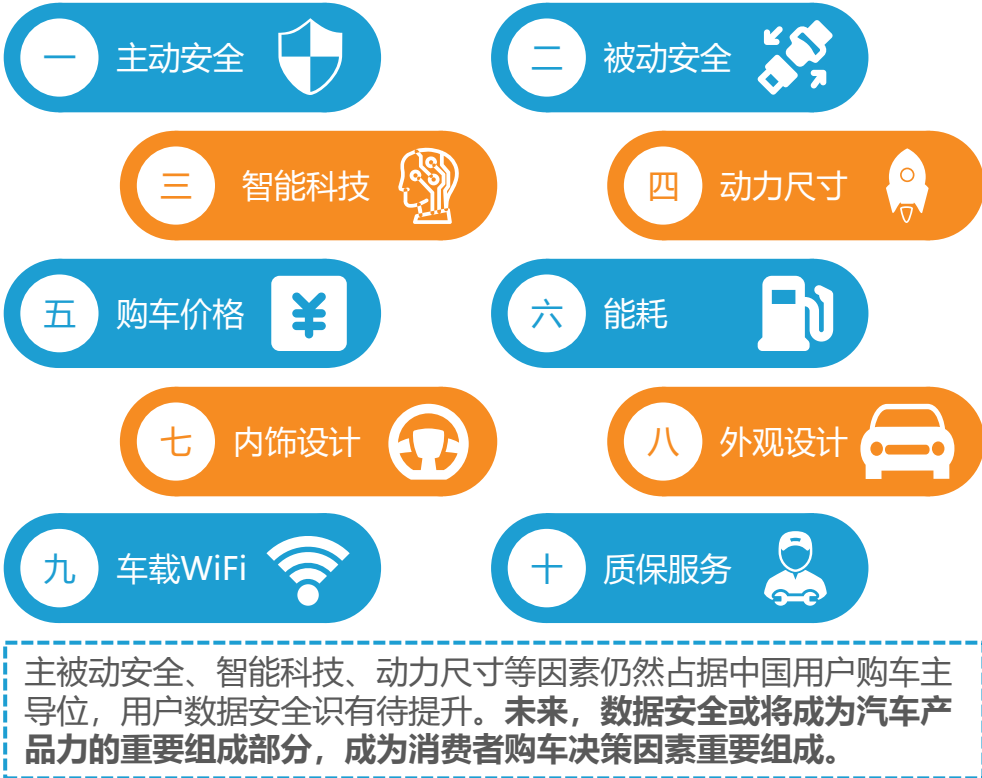 一 主动安全
二 被动安全
三 智能科技
四 动力尺寸
五 购车价格 ¥
六 能耗
七 内饰设计
八 外观设计
九 车载WiFi
十 质保服务
主被动安全、智能科技、动力尺寸等因素仍然占据中国用户购车主
导位，用户数据安全识有待提升。未来，数据安全或将成为汽车产
品力的重要组成部分，成为消费者购车决策因素重要组成。